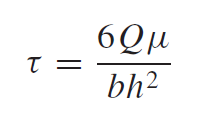 τ = 6Qμ / bh²